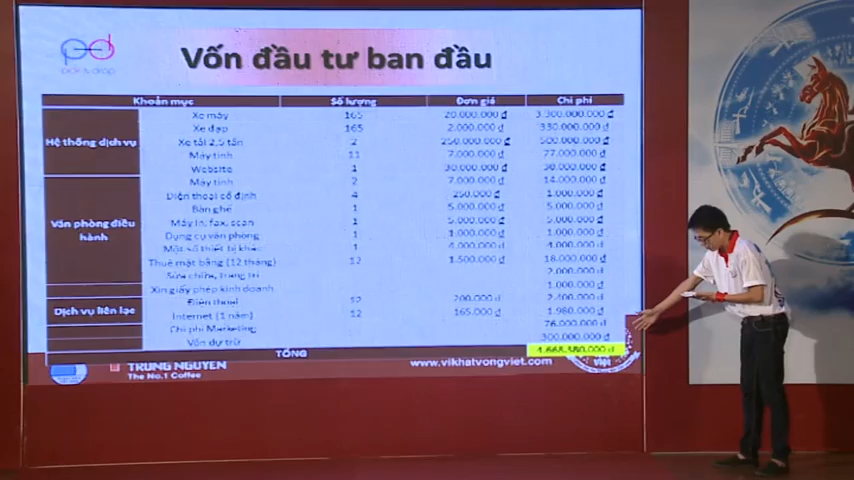 Vốn đầu tư ban đầu
pick & drop
Khoản mục Số lượng Đơn giá Chi phí
Hệ thống dịch vụ
Xe máy 165 20.000.000 ₫ 3.300.000.000 ₫
Xe đạp 165 2.000.000 ₫ 330.000.000 ₫
Xe tải 2,5 tấn 2 250.000.000 ₫ 500.000.000 ₫
Máy tính 11 7.000.000 ₫ 77.000.000 ₫
Website 1 30.000.000 ₫ 30.000.000 ₫
Văn phòng điều hành
Máy tính 2 7.000.000 ₫ 14.000.000 ₫
Điện thoại cố định 4 250.000 ₫ 1.000.000 ₫
Bàn ghế 1 5.000.000 ₫ 5.000.000 ₫
Máy in, fax, scan 1 5.000.000 ₫ 5.000.000 ₫
Dụng cụ văn phòng 1 1.000.000 ₫ 1.000.000 ₫
Một số thiết bị khác 1 4.000.000 ₫ 4.000.000 ₫
Thuê mặt bằng (12 tháng) 12 1.500.000 ₫ 18.000.000 ₫
Sửa chữa, trang trí 2.000.000 ₫
Xin giấy phép kinh doanh 1.000.000 ₫
Dịch vụ liên lạc
Điện thoại 12 200.000 ₫ 2.400.000 ₫
Internet (1 năm) 12 165.000 ₫ 1.980.000 ₫
Chi phí Marketing 76.000.000 ₫
Vốn dự trữ 300.000.000 ₫
TỔNG
TRUNG NGUYEN
The No.1 Coffee
www.vikhatvongviet.com
việt